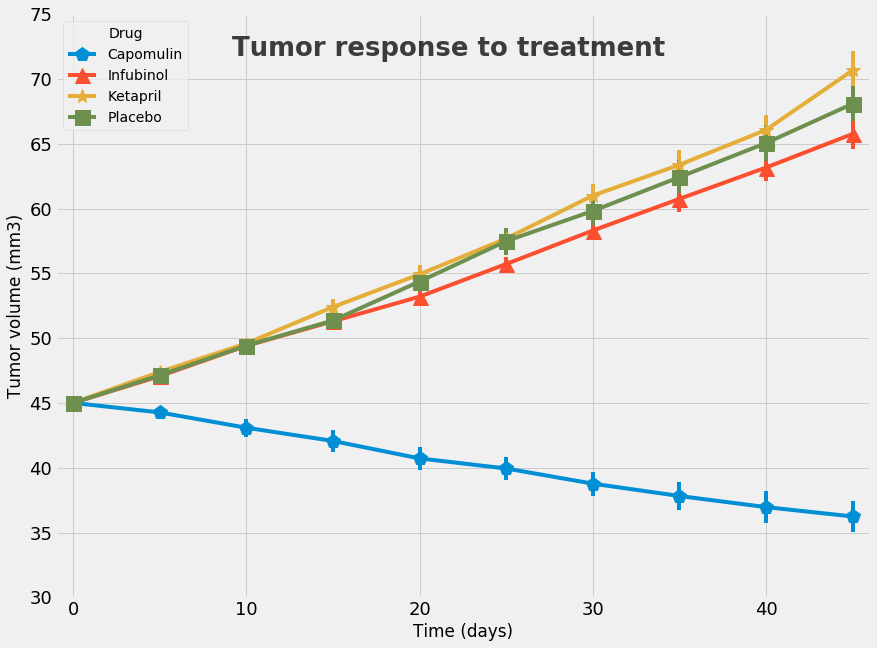 Tumor response to treatment
Drug
Capomulin
Infubinol
Ketapril
Placebo
Tumor volume (mm3)
75
70
65
60
55
50
45
40
35
30
0 10 20 30 40
Time (days)